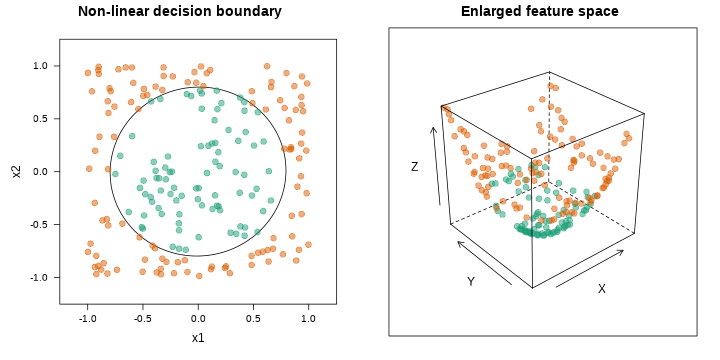 Non-linear decision boundary
Enlarged feature space
1.0
0.5
0.0
-0.5
-1.0
x2
-1.0 -0.5 0.0 0.5 1.0
x1
Z
Y
X